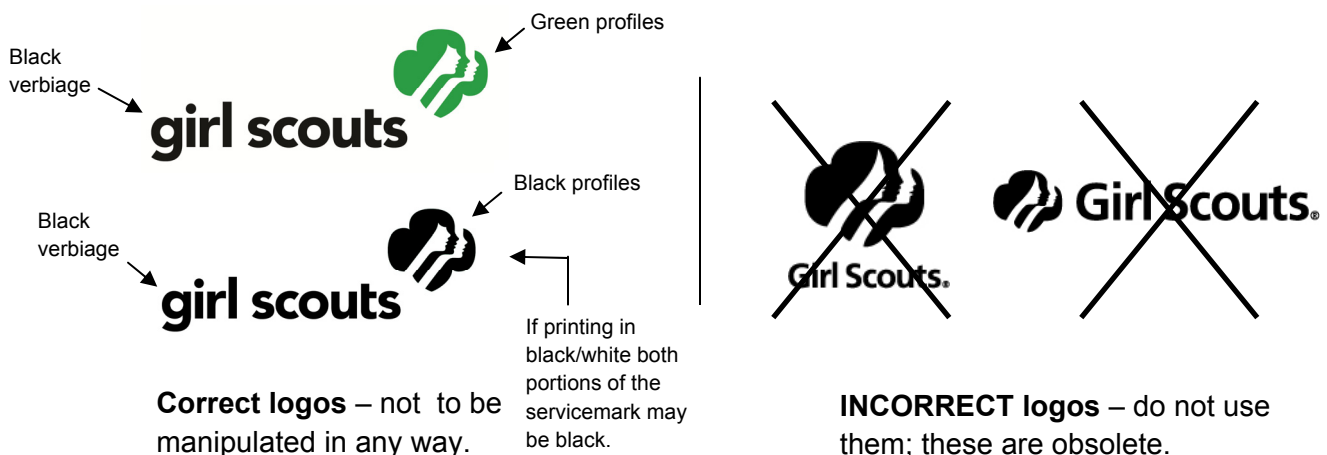 Green profiles
Black
verbiage
girl scouts
Black profiles
Black
verbiage
girl scouts
If printing in
black/white both
portions of the
servicemark may
be black.
Correct logos – not to be
manipulated in any way.
Girl Scouts®
Girl Scouts®
INCORRECT logos – do not use
them; these are obsolete.